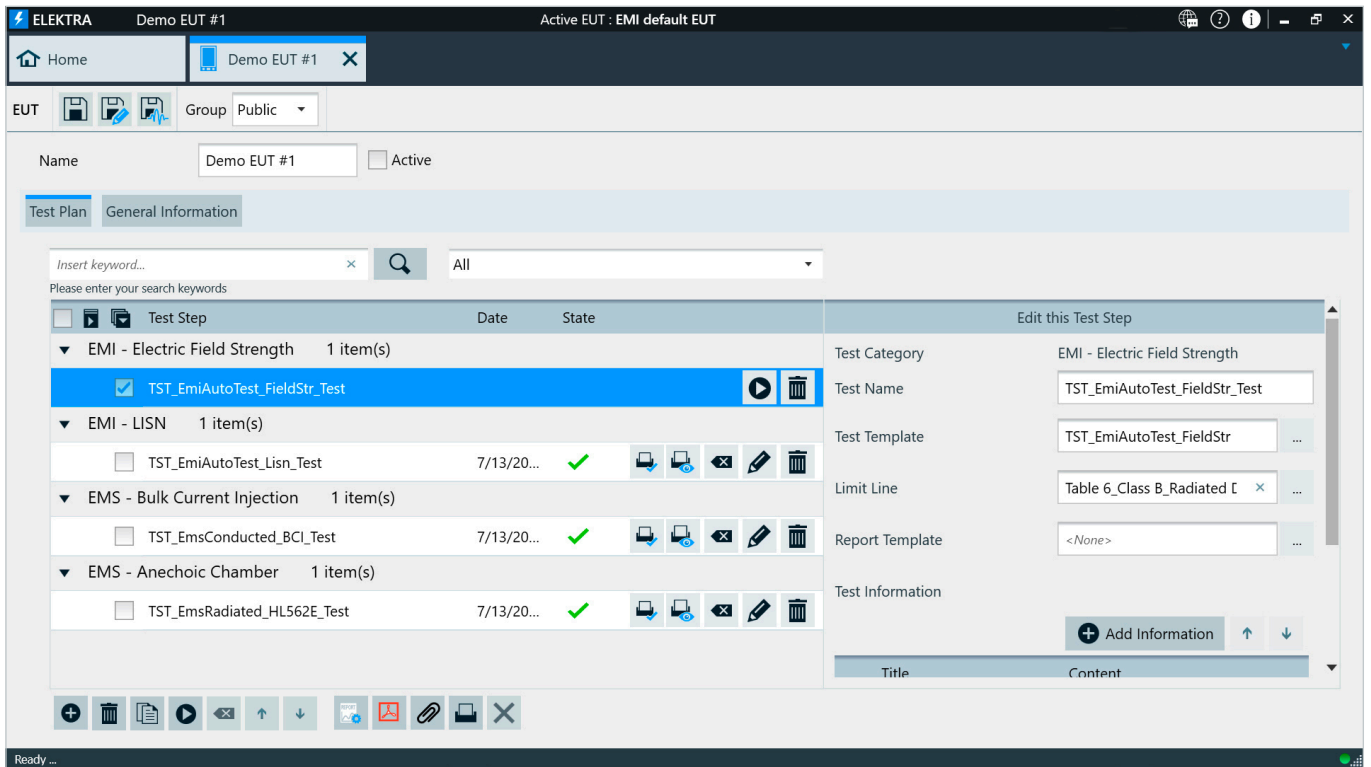 ELEKTRA Demo EUT #1 Active EUT : EMI default EUT
Home Demo EUT #1
EUT Group Public
Name Demo EUT #1 Active
Test Plan General Information
Insert keyword... All
Please enter your search keywords
Test Step Date State Edit this Test Step
EMI - Electric Field Strength 1 item(s) Test Category EMI - Electric Field Strength
TST_EmiAutoTest_FieldStr_Test Test Name TST_EmiAutoTest_FieldStr_Test
EMI - LISN 1 item(s) Test Template TST_EmiAutoTest_FieldStr ...
TST_EmiAutoTest_Lisn_Test 7/13/20...
Limit Line Table 6_Class B_Radiated ...
EMS - Bulk Current Injection 1 item(s)
TST_EmsConducted_BCI_Test 7/13/20... Report Template <None> ...
EMS - Anechoic Chamber 1 item(s)
Test Information
TST_EmsRadiated_HL562E_Test 7/13/20...
Add Information
Title Content
Ready ...